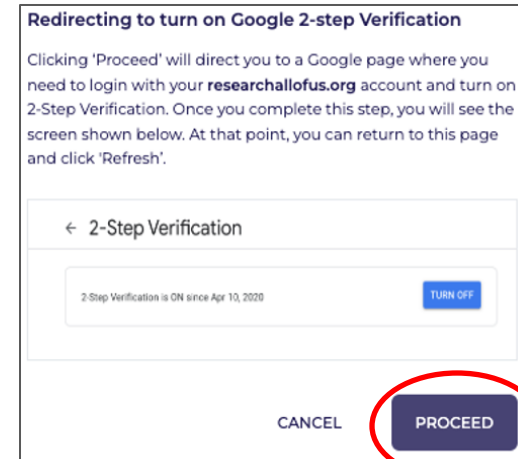 Redirecting to turn on Google 2-step Verification
Clicking 'Proceed' will direct you to a Google page where you
need to login with your researchallofus.org account and turn on
2-Step Verification. Once you complete this step, you will see the
screen shown below. At that point, you can return to this page
and click 'Refresh'.
← 2-Step Verification
2-Step Verification is ON since Apr 10, 2020 TURN OFF
CANCEL PROCEED